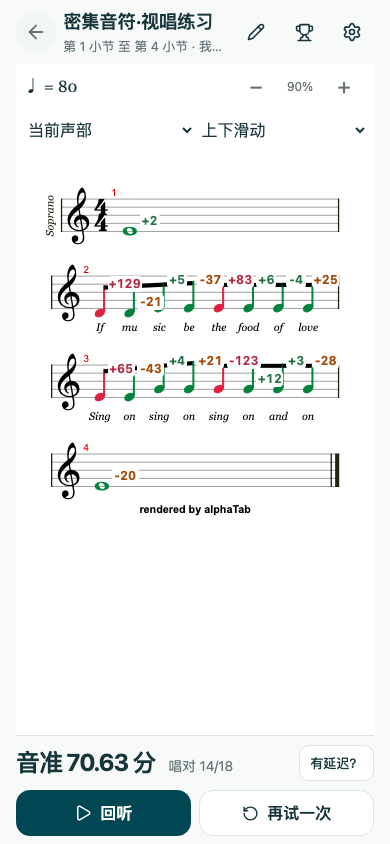 密集音符·视唱练习
第 1 小节 至 第 4 小节 · 我...
♩ = 80
90%
当前声部
上下滑动
Soprano
1
+2
2
+129 -21 +5 -37 +83 +6 -4 +25
If mu sic be the food of love
3
+65 -43 +4 +21 -123 +12 +3 -28
Sing on sing on sing on and on
4
-20
rendered by alphaTab
音准 70.63 分
唱对 14/18
有延迟?
回听
再试一次